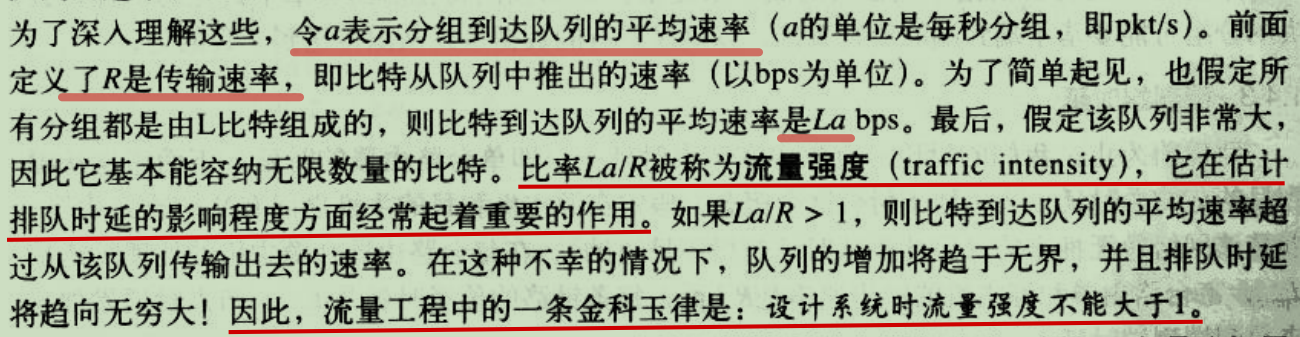 为了深入理解这些，令a表示分组到达队列的平均速率（a的单位是每秒分组，即pkt/s）。前面
定义了R是传输速率，即比特从队列中推出的速率（以bps为单位）。为了简单起见，也假定所
有分组都是由L比特组成的，则比特到达队列的平均速率是La bps。最后，假定该队列非常大，
因此它基本能容纳无限数量的比特。比率La/R被称为流量强度（traffic intensity），它在估计
排队时延的影响程度方面经常起着重要的作用。如果La/R > 1，则比特到达队列的平均速率超
过从该队列传输出去的速率。在这种不幸的情况下，队列的增加将趋于无界，并且排队时延
将趋向无穷大！因此，流量工程中的一条金科玉律是：设计系统时流量强度不能大于1。